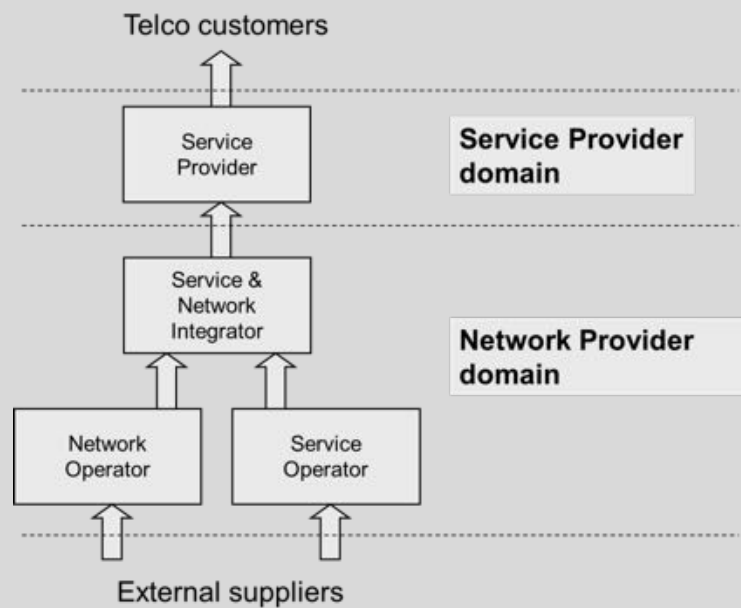 Telco customers
Service
Provider
Service Provider
domain
Service &
Network
Integrator
Network Provider
domain
Network
Operator
Service
Operator
External suppliers